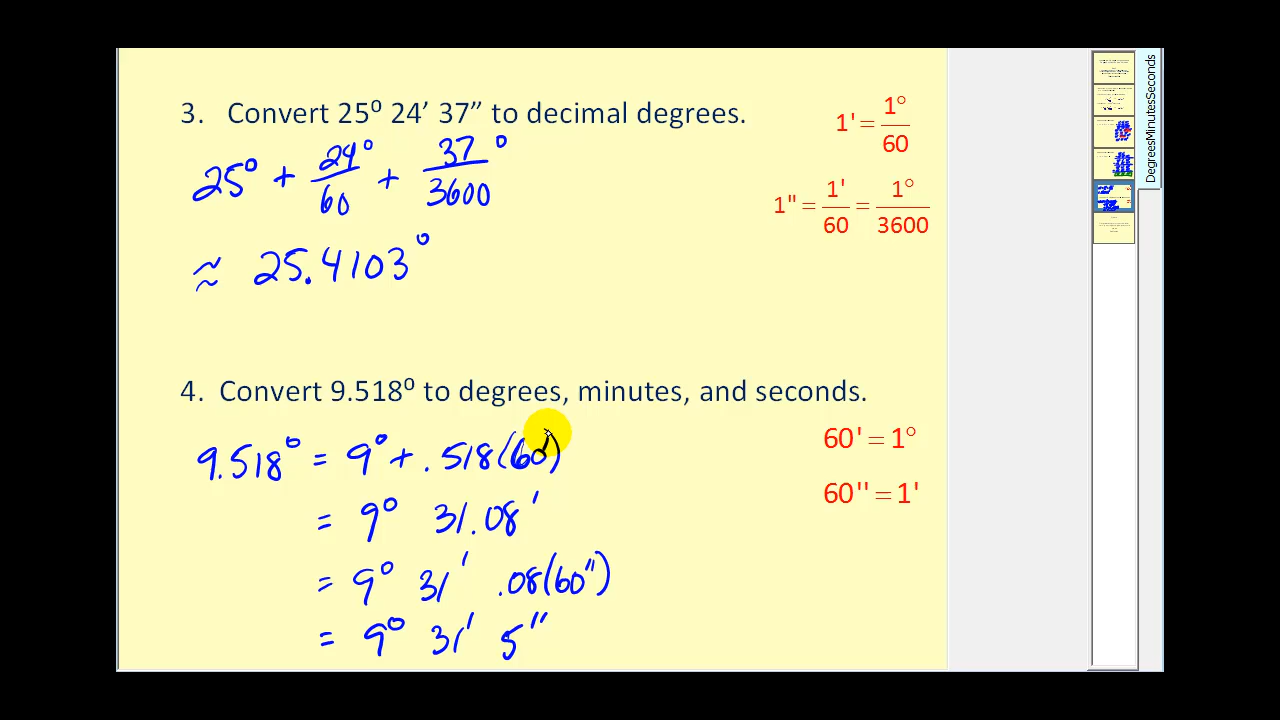 3. Convert 25º 24’ 37” to decimal degrees.
1' = 1°/60
25° + 24°/60 + 37°/3600
1" = 1'/60 = 1°/3600
≈ 25.4103°
4. Convert 9.518º to degrees, minutes, and seconds.
60' = 1°
9.518° = 9° + .518(60')
60'' = 1'
= 9° 31.08'
= 9° 31' .08(60")
= 9° 31' 5"
DegreesMinutesSeconds